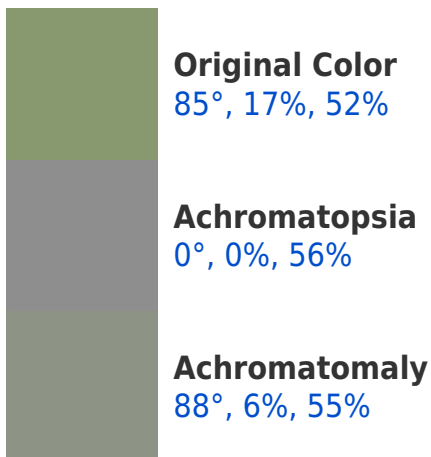 Original Color
85°, 17%, 52%
Achromatopsia
0°, 0%, 56%
Achromatomaly
88°, 6%, 55%